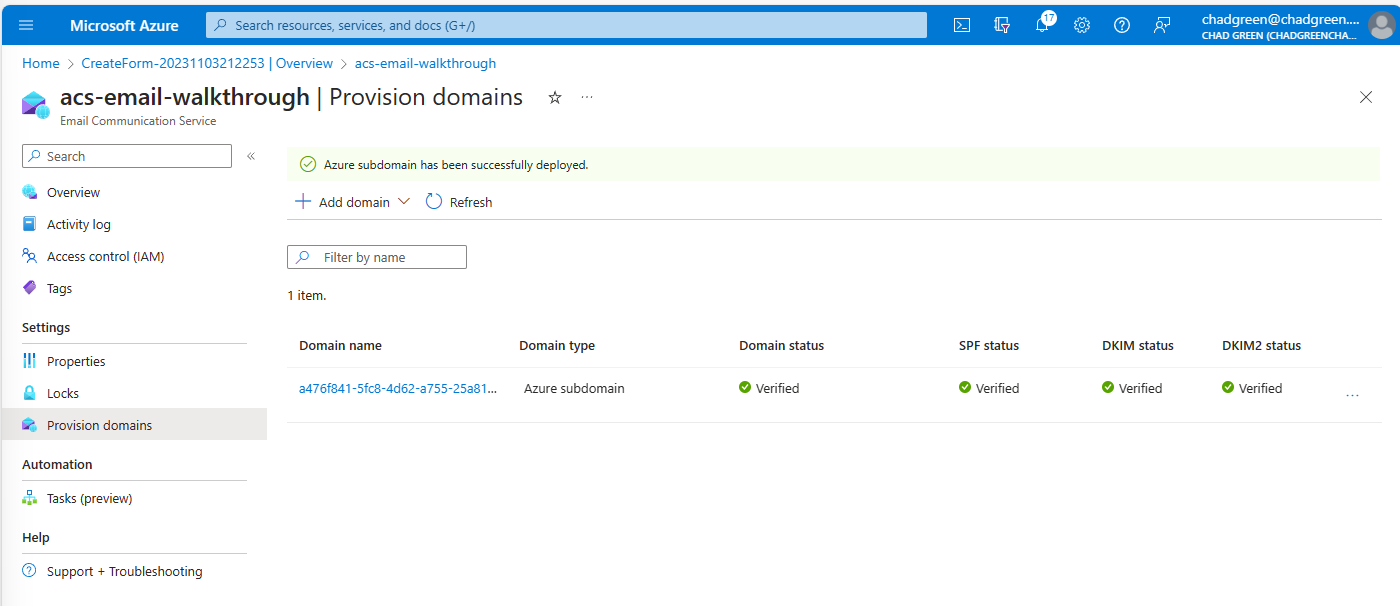 Microsoft Azure
Search resources, services, and docs (G+/)
17
chadgreen@chadgreen....
CHAD GREEN (CHADGREENCHA...
Home > CreateForm-20231103212253 | Overview > acs-email-walkthrough
acs-email-walkthrough | Provision domains
Email Communication Service
Search
Overview
Activity log
Access control (IAM)
Tags
Settings
Properties
Locks
Provision domains
Automation
Tasks (preview)
Help
Support + Troubleshooting
Azure subdomain has been successfully deployed.
Add domain
Refresh
Filter by name
1 item.
Domain name Domain type Domain status SPF status DKIM status DKIM2 status
a476f841-5fc8-4d62-a755-25a81... Azure subdomain Verified Verified Verified Verified